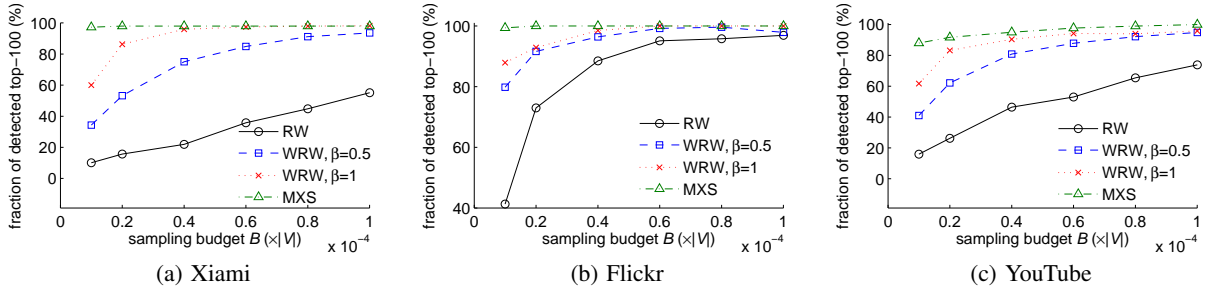 fraction of detected top-100 (%)
100
80
60
40
20
0
RW
WRW, β=0.5
WRW, β=1
MXS
0 0.2 0.4 0.6 0.8 1
sampling budget B (×|V|)
x 10⁻⁴
(a) Xiami
fraction of detected top-100 (%)
100
80
60
40
RW
WRW, β=0.5
WRW, β=1
MXS
0 0.2 0.4 0.6 0.8 1
sampling budget B (×|V|)
x 10⁻⁴
(b) Flickr
fraction of detected top-100 (%)
100
80
60
40
20
0
RW
WRW, β=0.5
WRW, β=1
MXS
0 0.2 0.4 0.6 0.8 1
sampling budget B (×|V|)
x 10⁻⁴
(c) YouTube